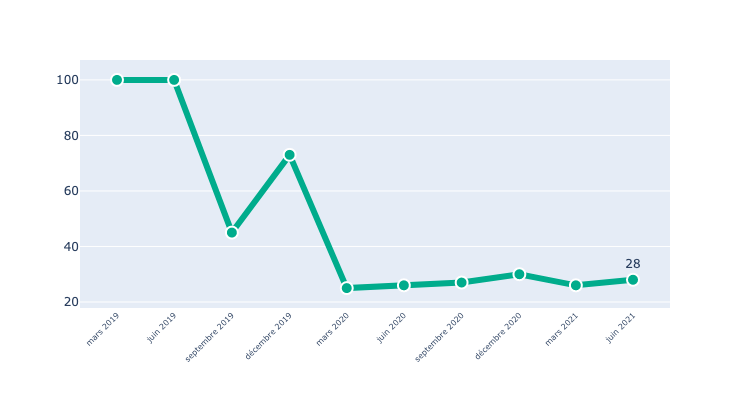 100
80
60
40
20
28
mars 2019
juin 2019
septembre 2019
décembre 2019
mars 2020
juin 2020
septembre 2020
décembre 2020
mars 2021
juin 2021